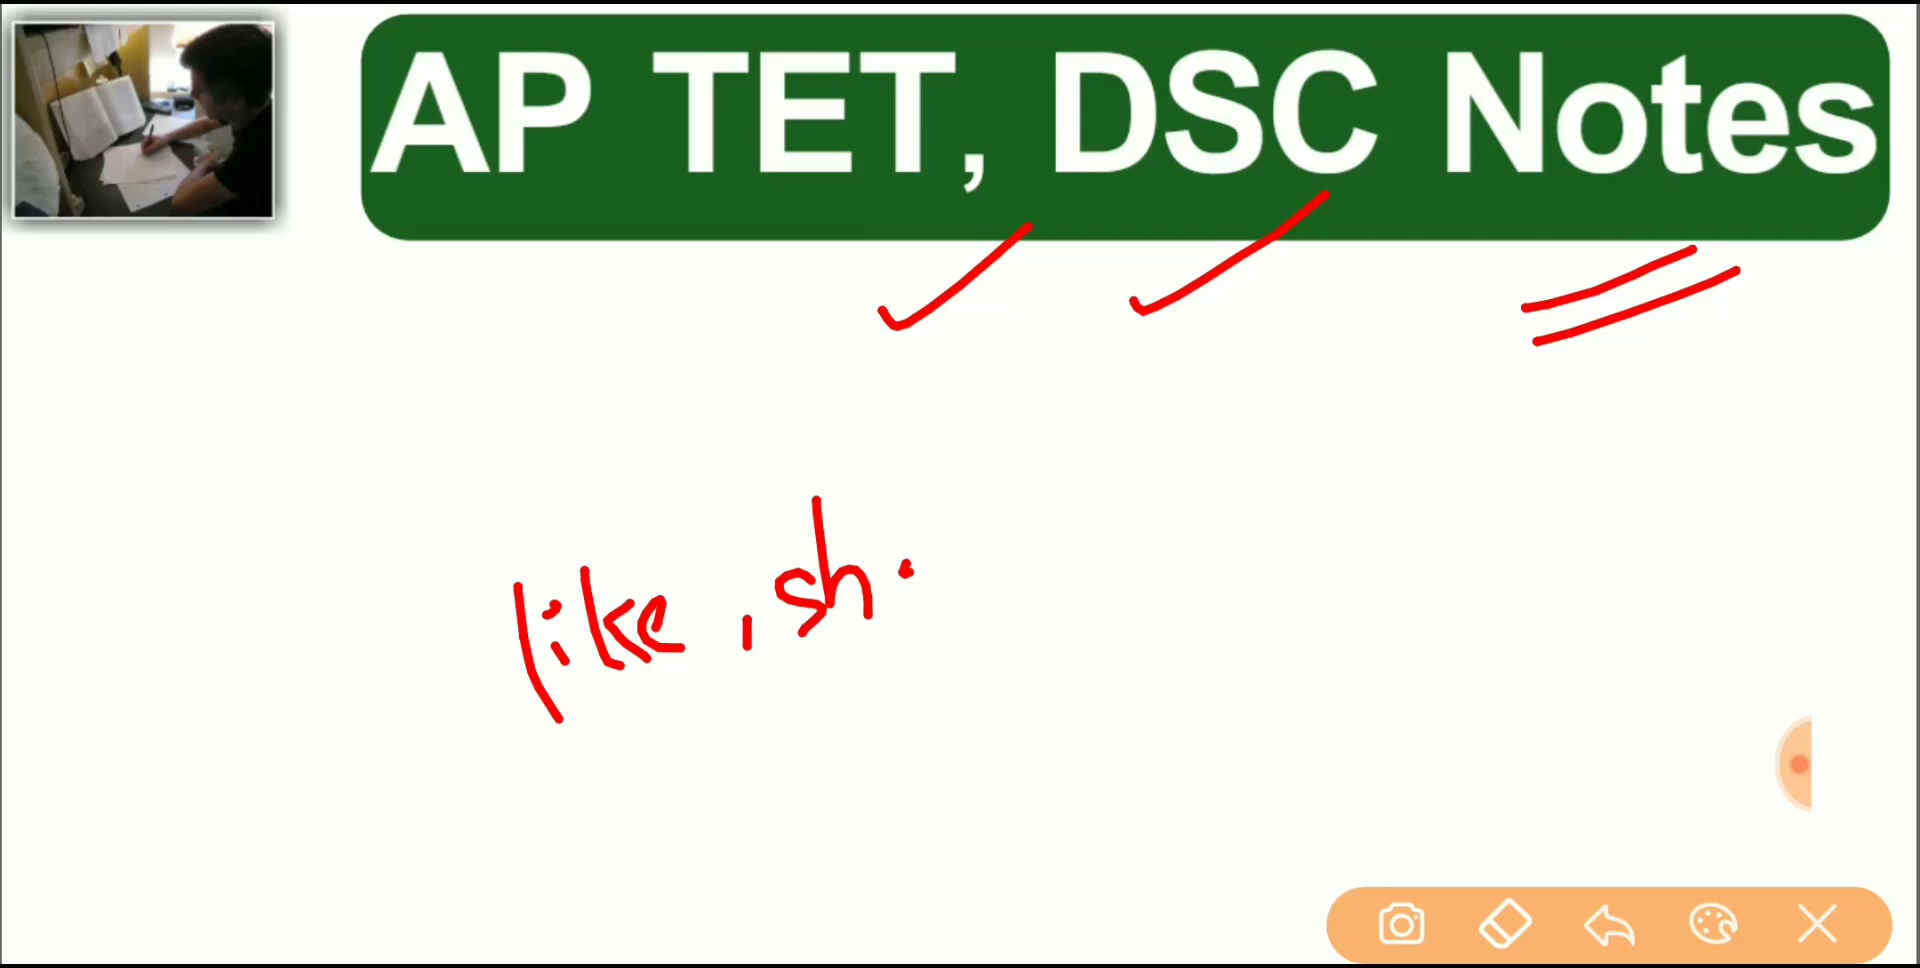 AP TET, DSC Notes
like, sh.